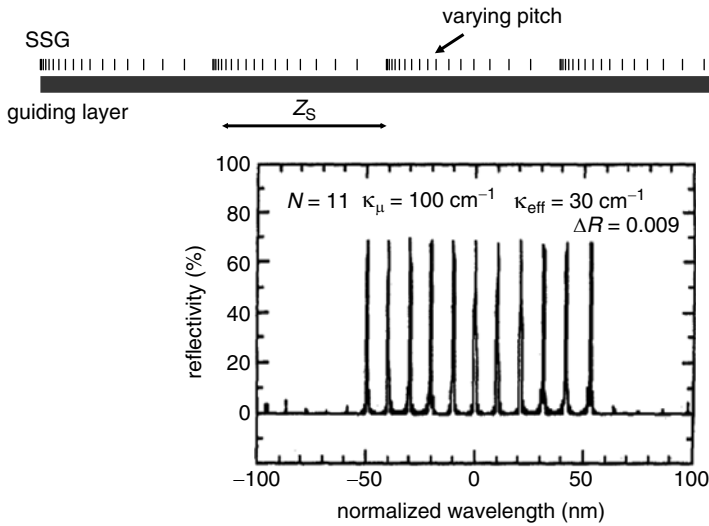 varying pitch
SSG
guiding layer
Z_S
100
80
60
40
20
0
reflectivity (%)
N = 11 κ_μ = 100 cm⁻¹ κ_eff = 30 cm⁻¹
ΔR = 0.009
−100 −50 0 50 100
normalized wavelength (nm)